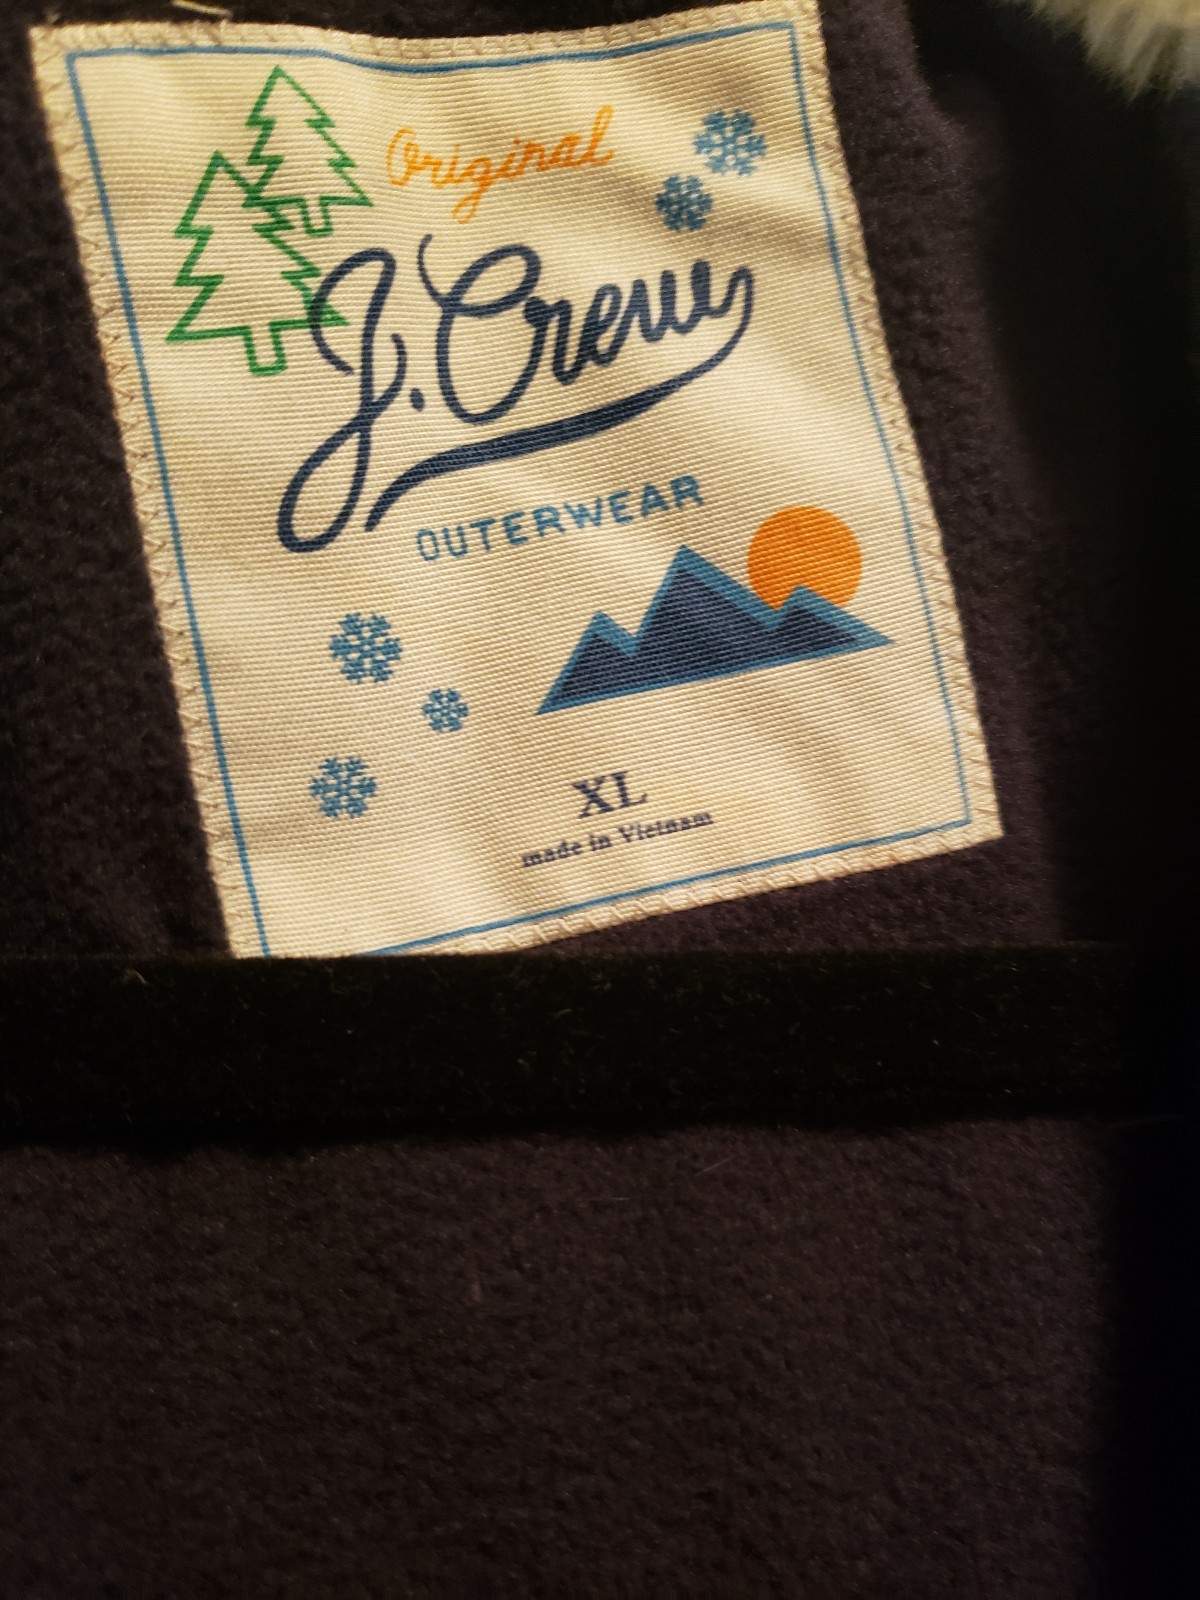 Original
J. Crew
OUTERWEAR
XL
made in Vietnam